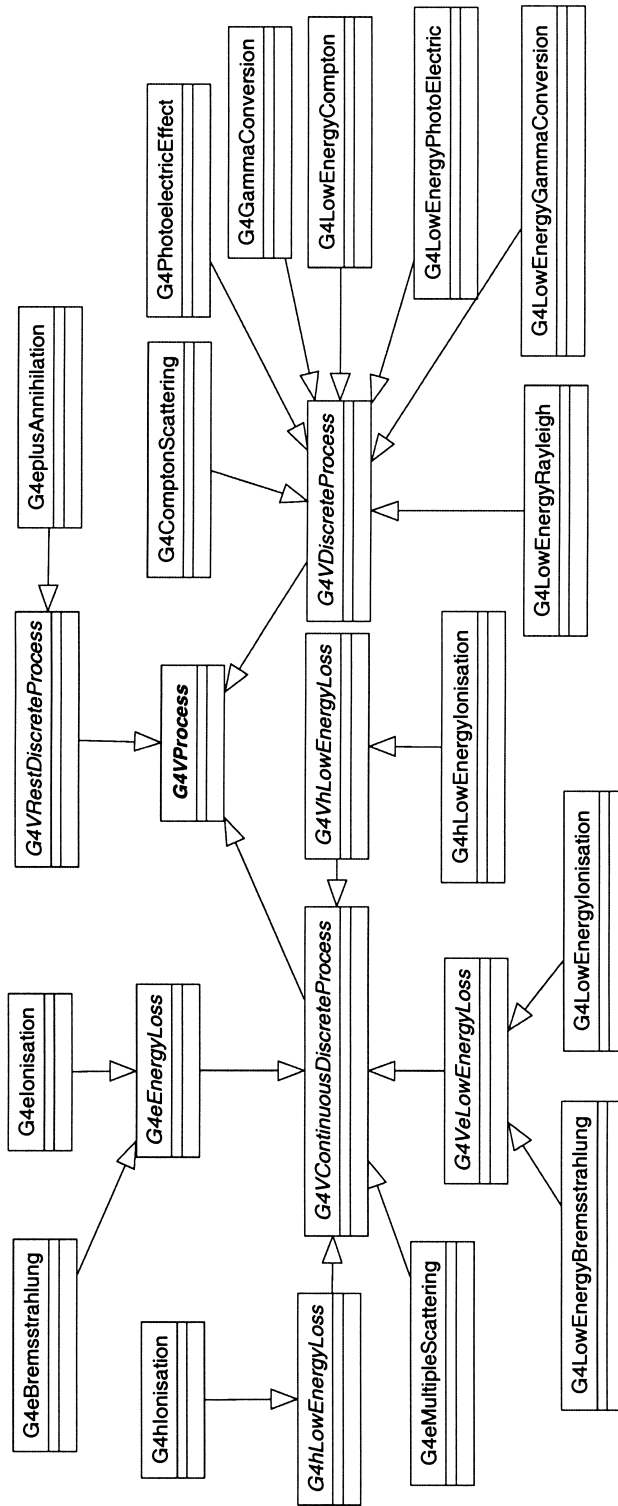 G4eBremsstrahlung
G4eIonisation
G4VRestDiscreteProcess
G4eplusAnnihilation
G4hIonisation
G4eEnergyLoss
G4VProcess
G4ComptonScattering
G4PhotoelectricEffect
G4GammaConversion
G4hLowEnergyLoss
G4VContinuousDiscreteProcess
G4VhLowEnergyLoss
G4VDiscreteProcess
G4LowEnergyCompton
G4eMultipleScattering
G4VeLowEnergyLoss
G4hLowEnergyIonisation
G4LowEnergyPhotoElectric
G4LowEnergyBremsstrahlung
G4LowEnergyIonisation
G4LowEnergyRayleigh
G4LowEnergyGammaConversion